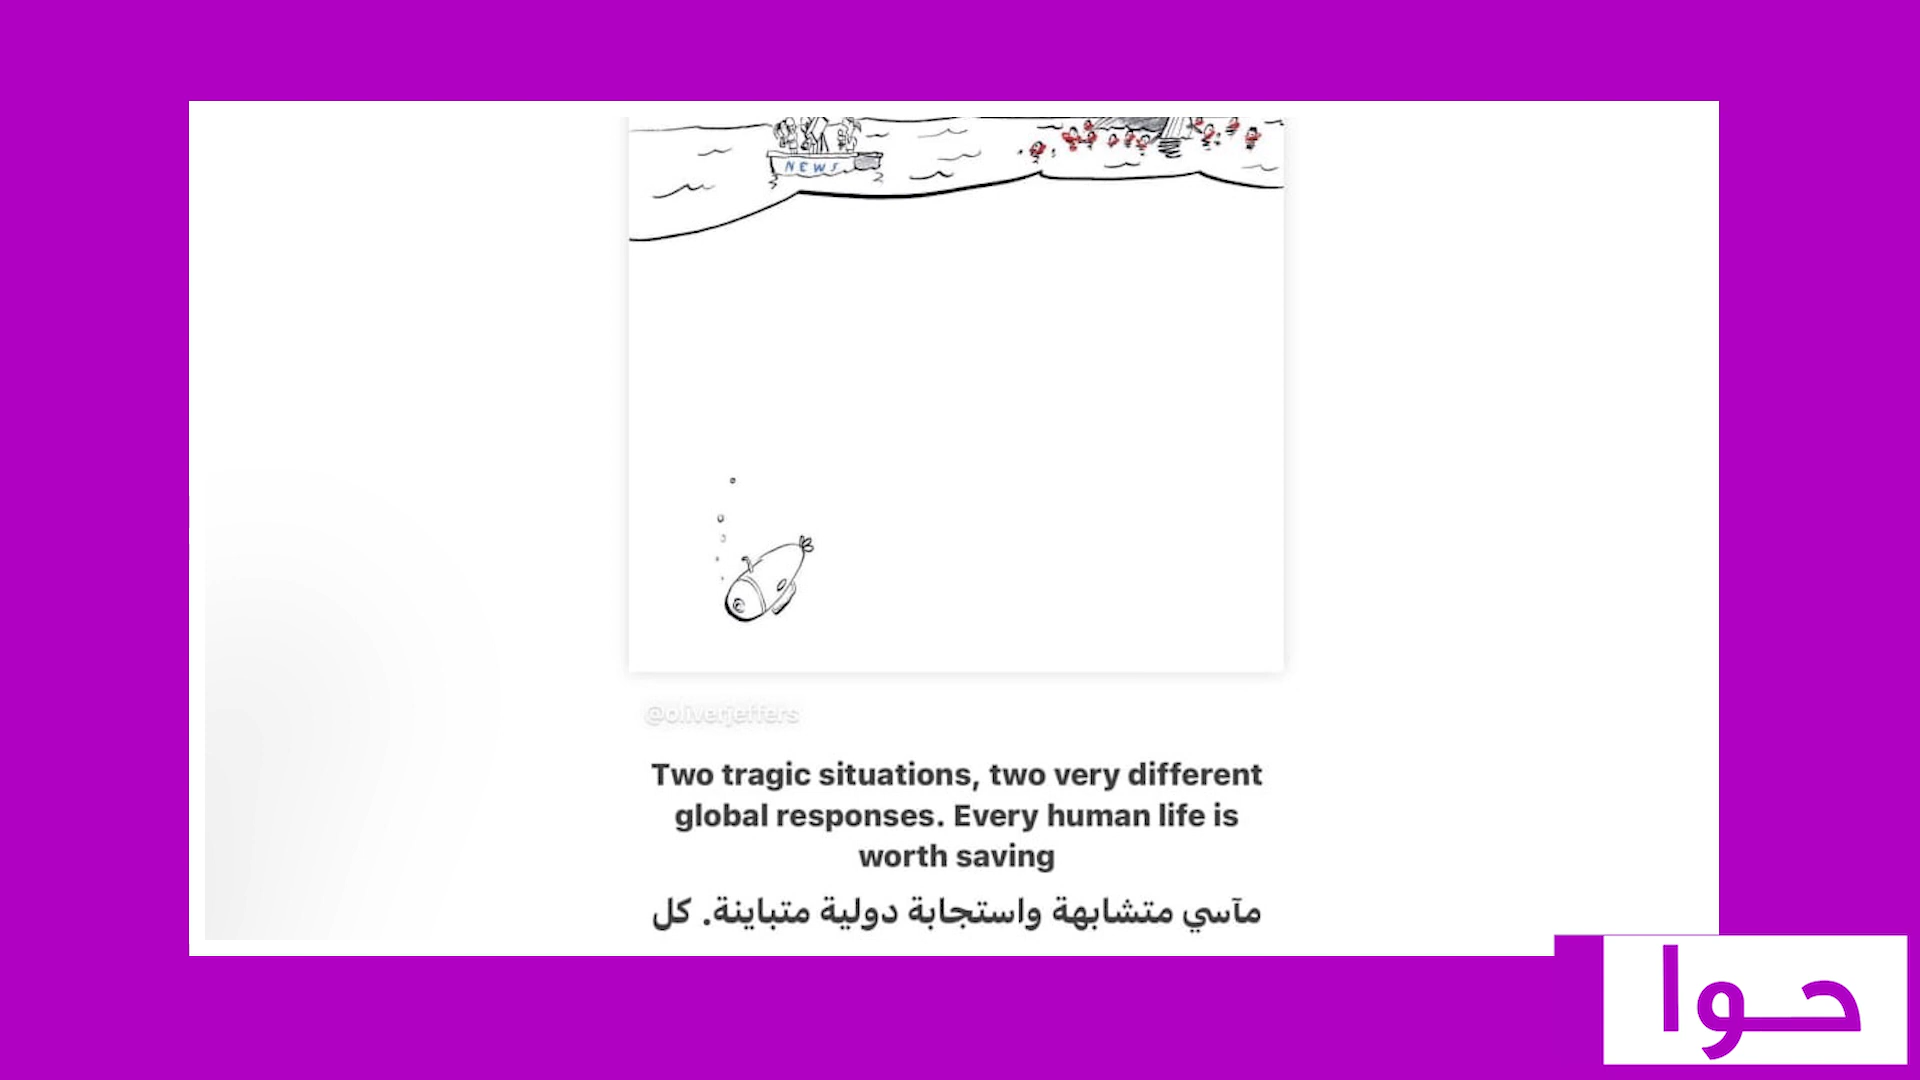 NEWS
@oliverjeffers
Two tragic situations, two very different
global responses. Every human life is
worth saving
مآسي متشابهة واستجابة دولية متباينة. كل
حوا